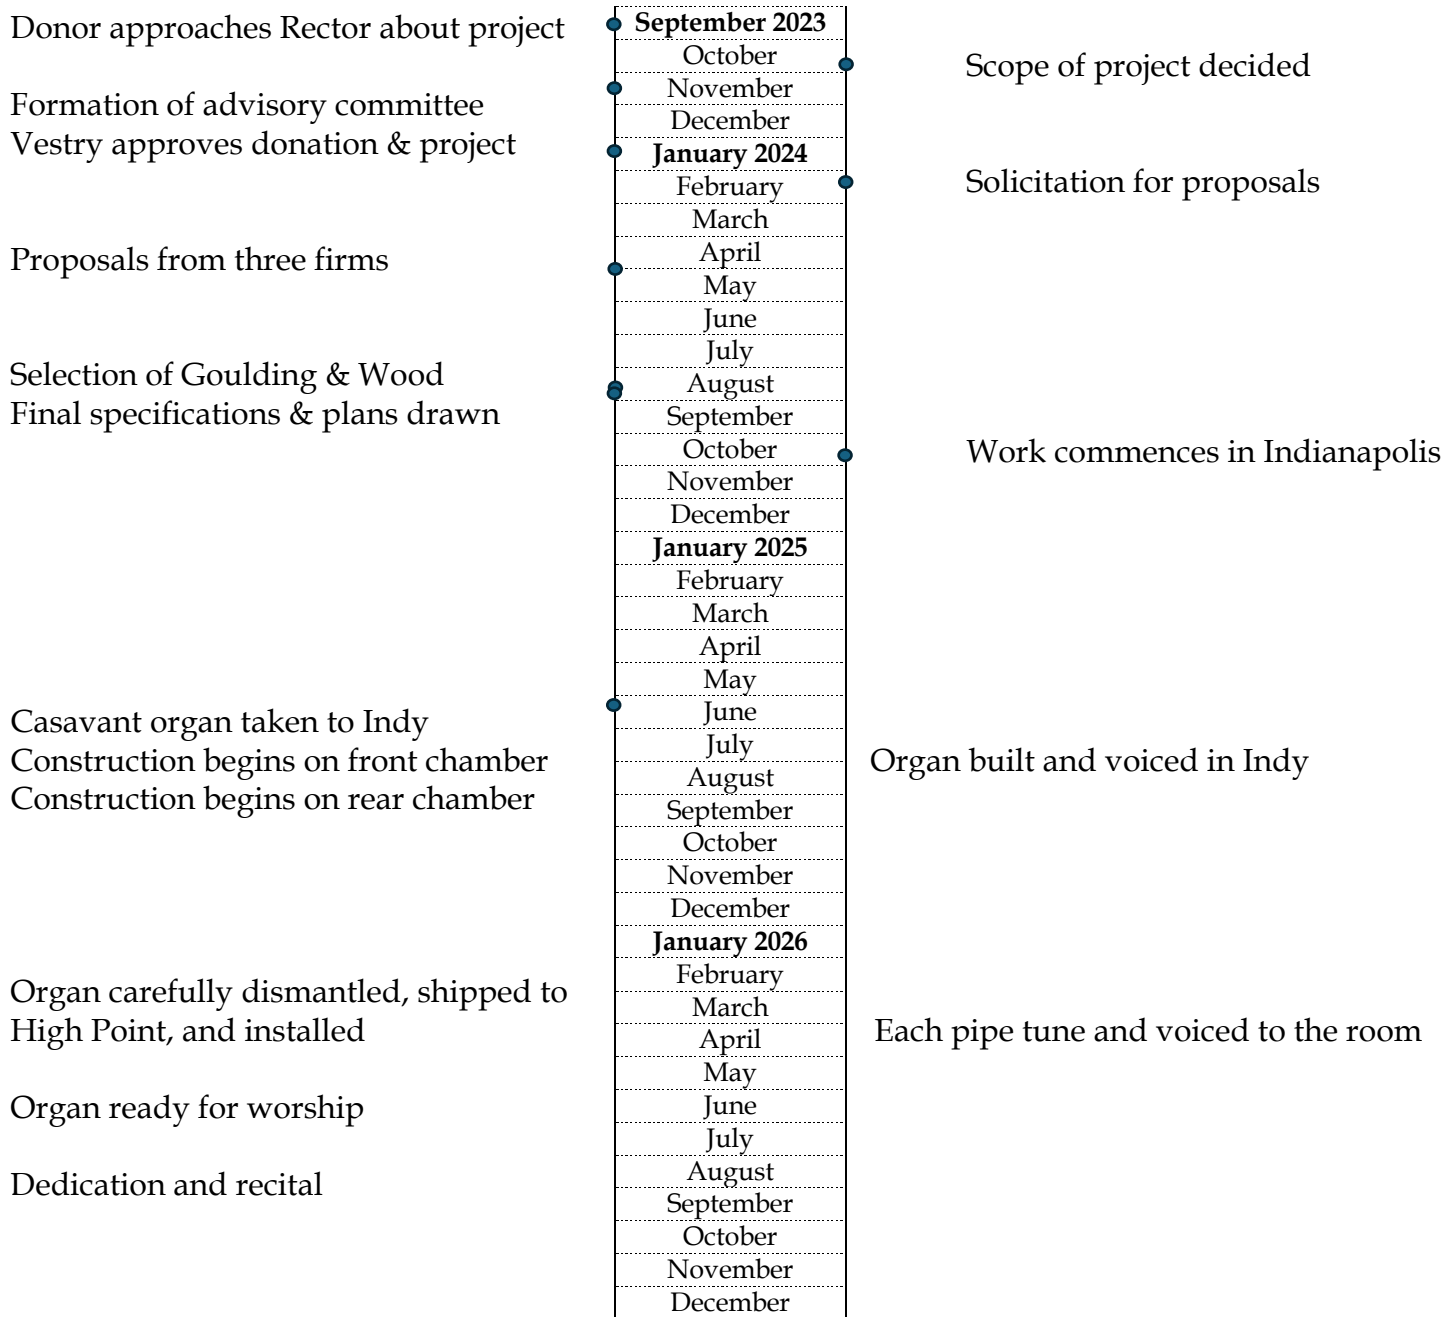 Donor approaches Rector about project
September 2023
October
Scope of project decided
November
Formation of advisory committee
December
Vestry approves donation & project
January 2024
February
Solicitation for proposals
March
April
Proposals from three firms
May
June
July
Selection of Goulding & Wood
August
Final specifications & plans drawn
September
October
Work commences in Indianapolis
November
December
January 2025
February
March
April
May
June
Casavant organ taken to Indy
July
Construction begins on front chamber
Organ built and voiced in Indy
August
Construction begins on rear chamber
September
October
November
December
January 2026
February
Organ carefully dismantled, shipped to
March
High Point, and installed
Each pipe tune and voiced to the room
April
May
June
Organ ready for worship
July
August
Dedication and recital
September
October
November
December